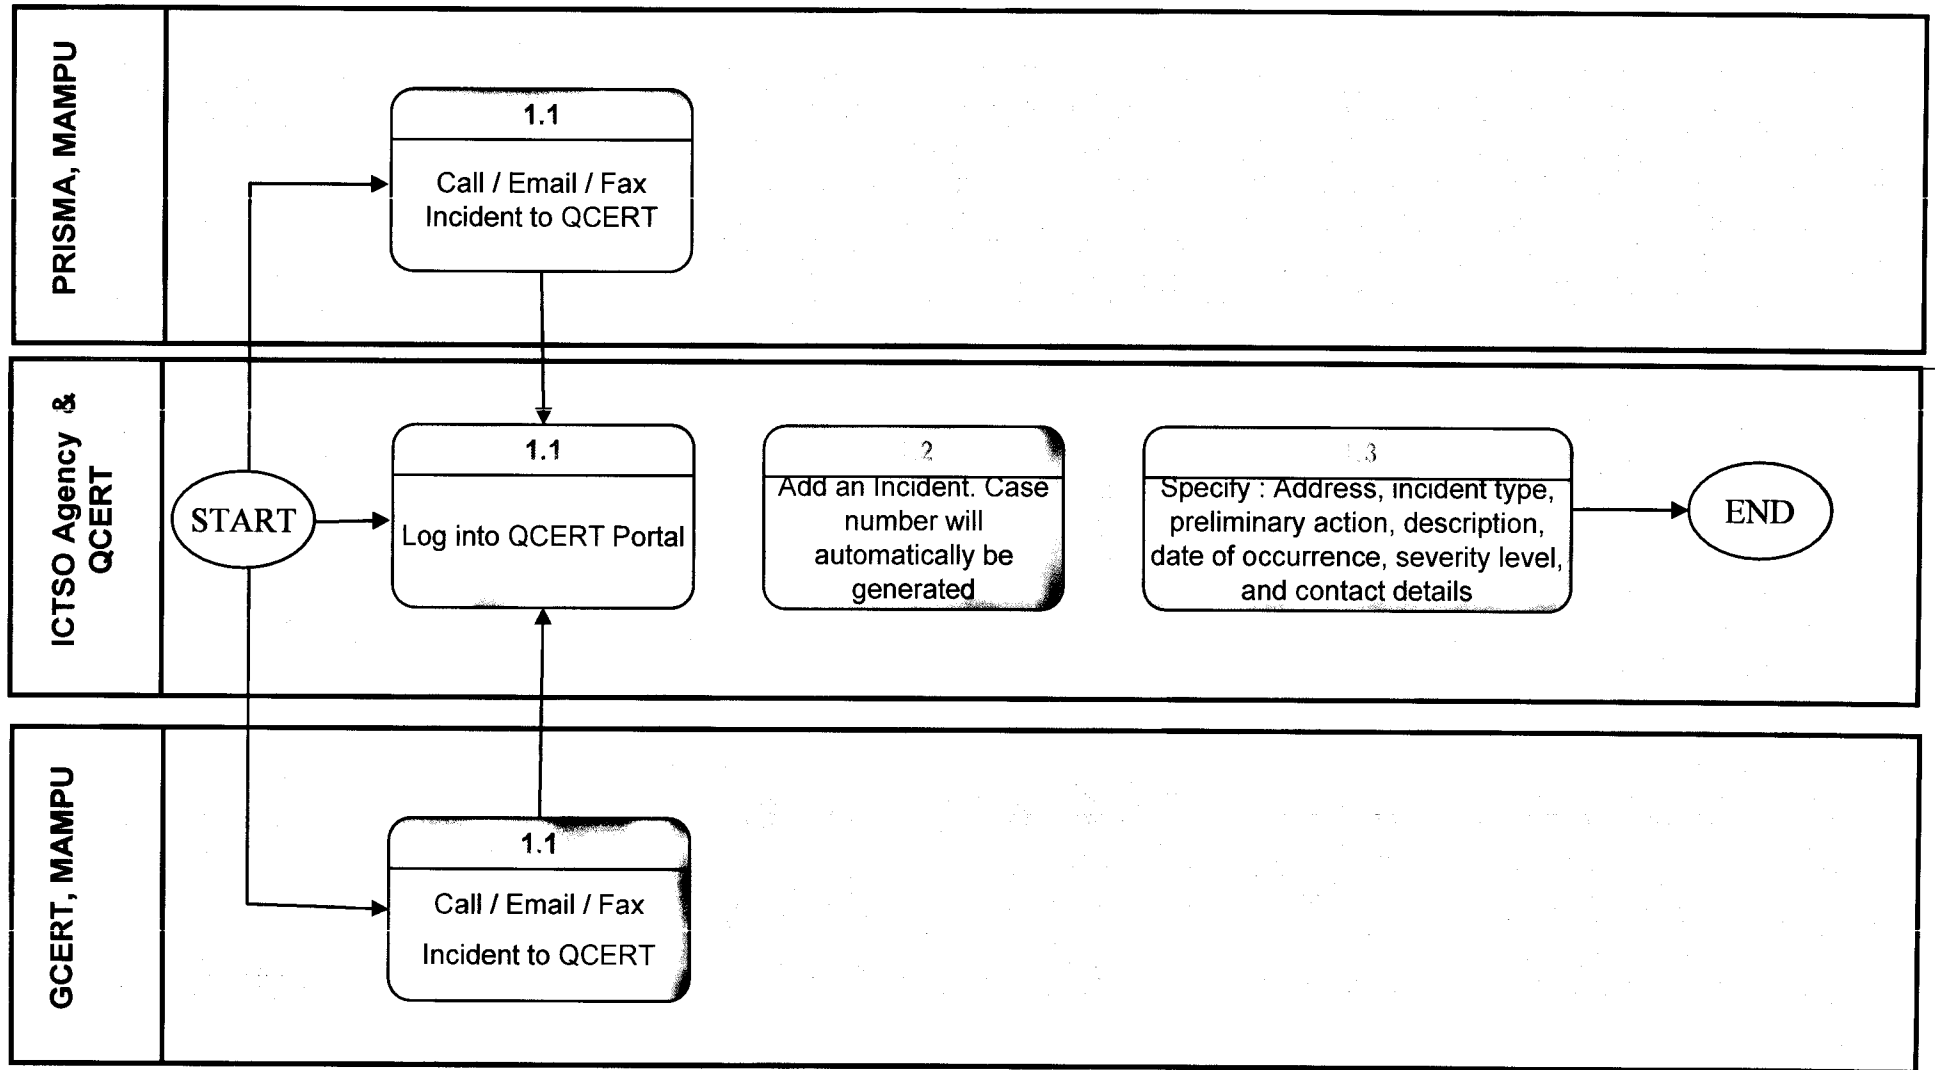 PRISMA, MAMPU
1.1
Call / Email / Fax
Incident to QCERT
ICTSO Agency &
QCERT
START
1.1
Log into QCERT Portal
2
Add an Incident. Case
number will
automatically be
generated
.3
Specify : Address, incident type,
preliminary action, description,
date of occurrence, severity level,
and contact details
END
GCERT, MAMPU
1.1
Call / Email / Fax
Incident to QCERT